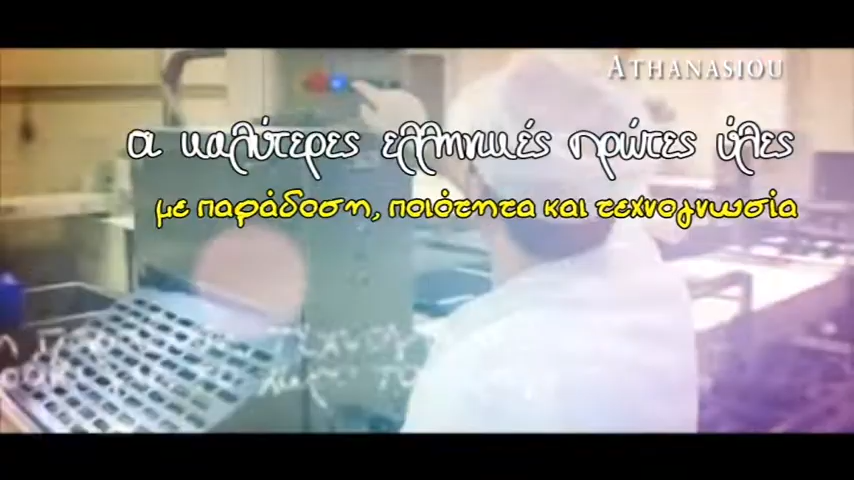 ATHANASIOU
οι καλύτερες ελληνικές πρώτες ύλες
με παράδοση, ποιότητα και τεχνογνωσία